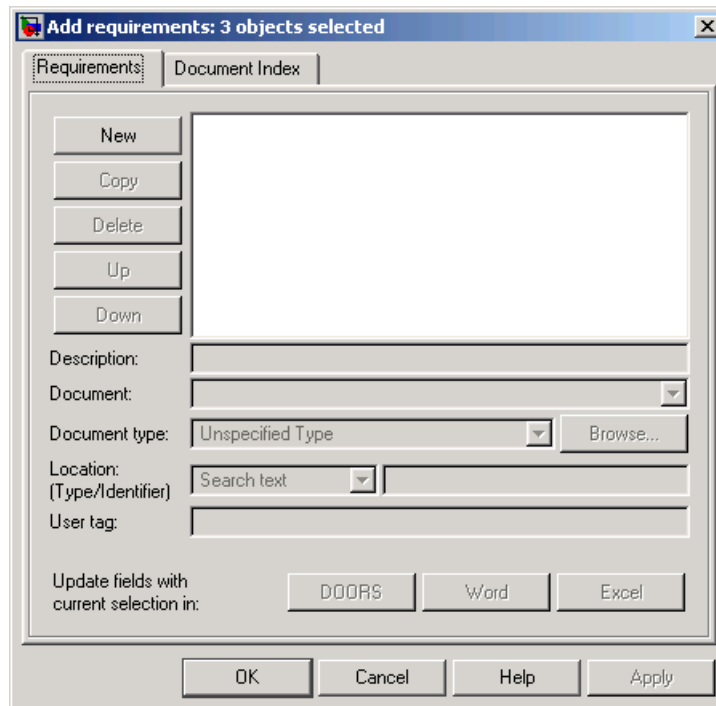 Add requirements: 3 objects selected
Requirements Document Index
New
Copy
Delete
Up
Down
Description:
Document:
Document type: Unspecified Type Browse...
Location:
(Type/Identifier) Search text
User tag:
Update fields with
current selection in: DOORS Word Excel
OK Cancel Help Apply